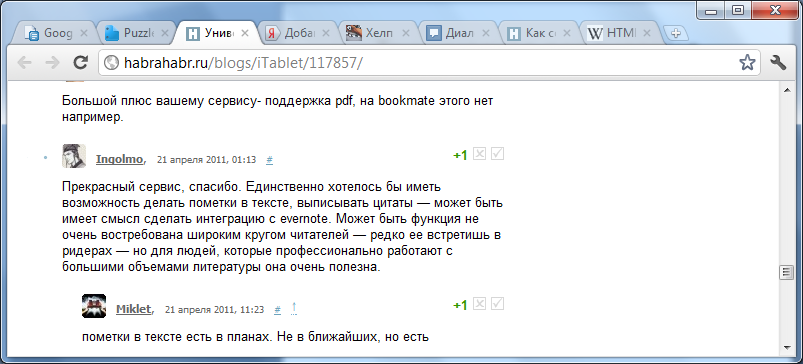 Goog
Puzzle
Униве
Доба
Хелп
Диал
Как с
HTMl
habrahabr.ru/blogs/iTablet/117857/
Большой плюс вашему сервису- поддержка pdf, на bookmate этого нет
например.
Ingolmo, 21 апреля 2011, 01:13 #
+1
Прекрасный сервис, спасибо. Единственно хотелось бы иметь
возможность делать пометки в тексте, выписывать цитаты — может быть
имеет смысл сделать интеграцию с evernote. Может быть функция не
очень востребована широким кругом читателей — редко ее встретишь в
ридерах — но для людей, которые профессионально работают с
большими объемами литературы она очень полезна.
Miklet, 21 апреля 2011, 11:23 # ↑
+1
пометки в тексте есть в планах. Не в ближайших, но есть